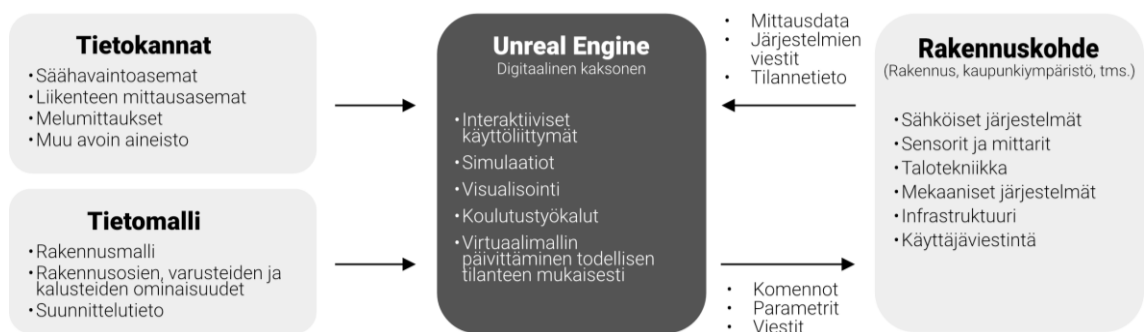 Tietokannat
• Säähavaintoasemat
• Liikenteen mittausasemat
• Melumittaukset
• Muu avoin aineisto
Tietomalli
• Rakennusmalli
• Rakennusosien, varusteiden ja
kalusteiden ominaisuudet
• Suunnittelutieto
Unreal Engine
Digitaalinen kaksonen
• Interaktiiviset
käyttöliittymät
• Simulaatiot
• Visualisointi
• Koulutustyökalut
• Virtuaalimallin
päivittäminen todellisen
tilanteen mukaisesti
• Mittausdata
• Järjestelmien
viestit
• Tilannetieto
• Komennot
• Parametrit
• Viestit
Rakennuskohde
(Rakennus, kaupunkiympäristö, tms.)
• Sähköiset järjestelmät
• Sensorit ja mittarit
• Talotekniikka
• Mekaaniset järjestelmät
• Infrastruktuuri
• Käyttäjäviestintä